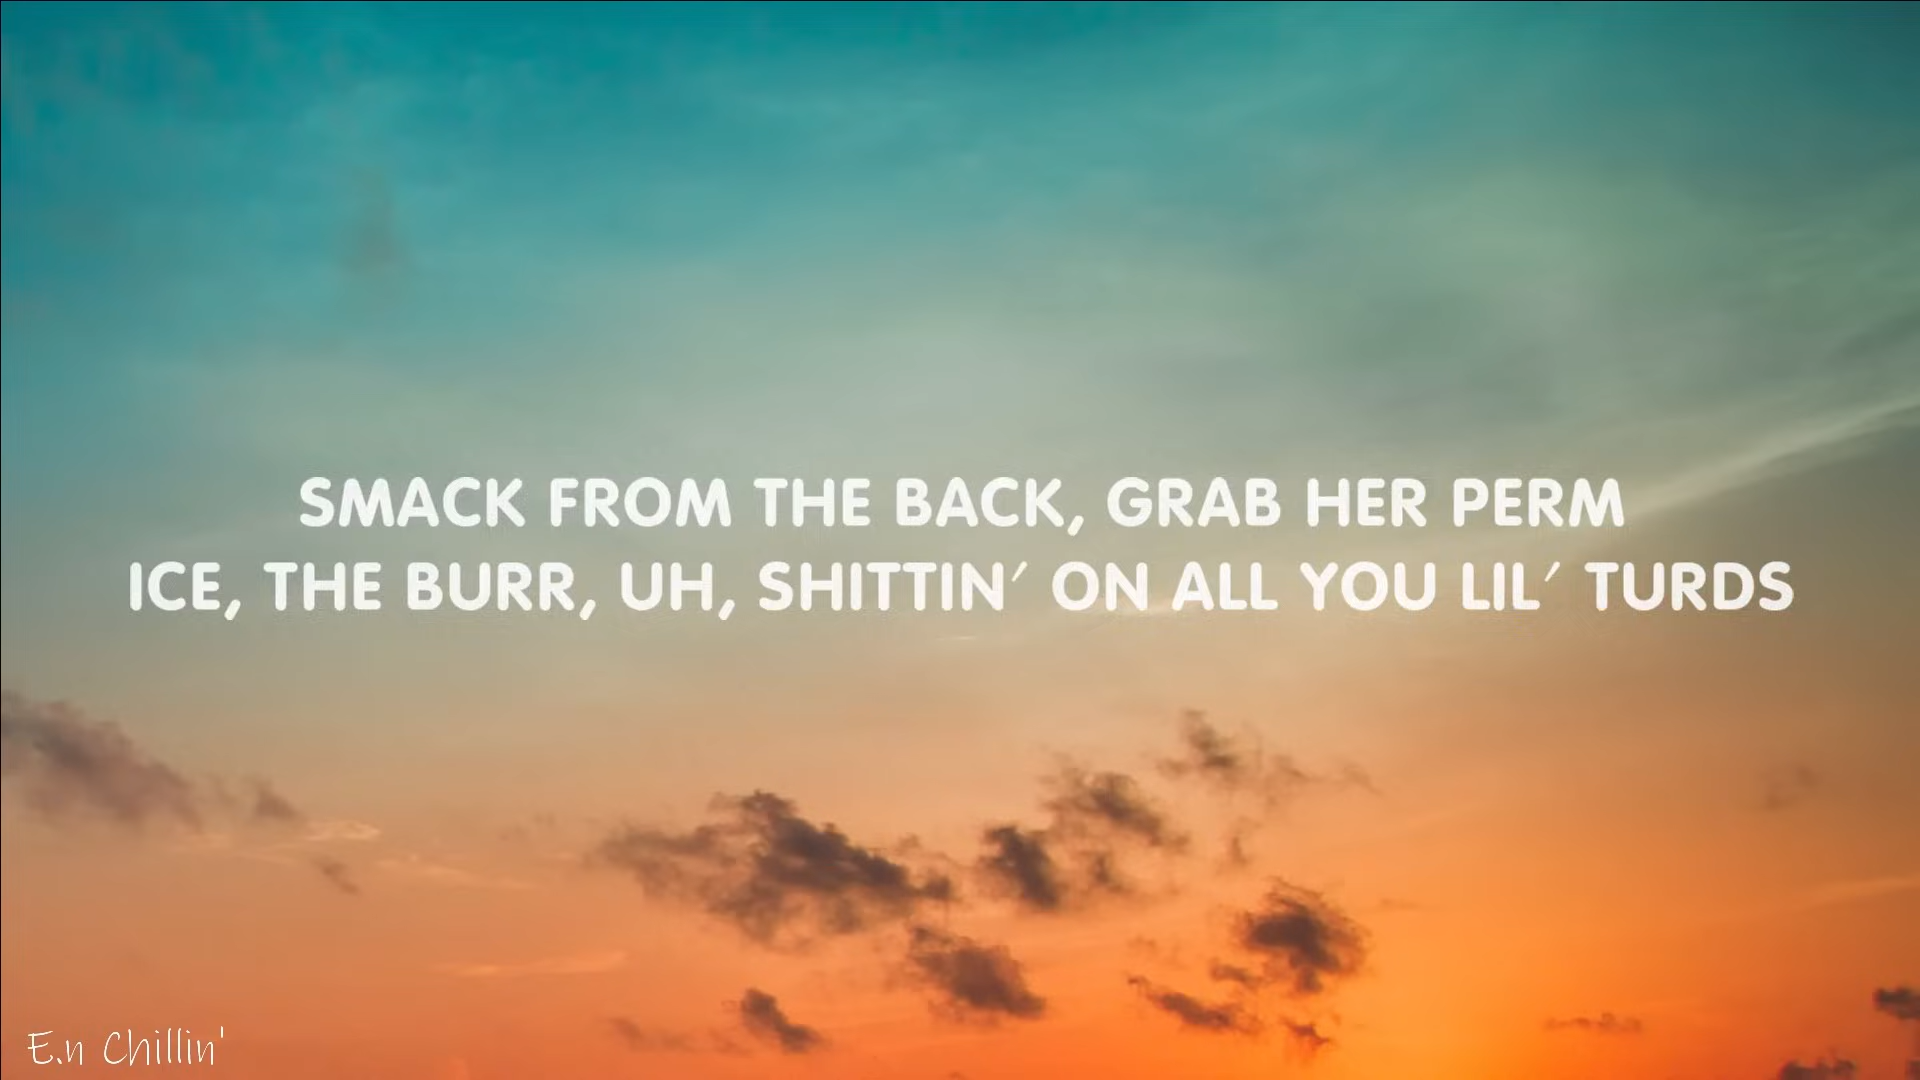 SMACK FROM THE BACK, GRAB HER PERM
ICE, THE BURR, UH, SHITTIN′ ON ALL YOU LIL′ TURDS
E.n Chillin'